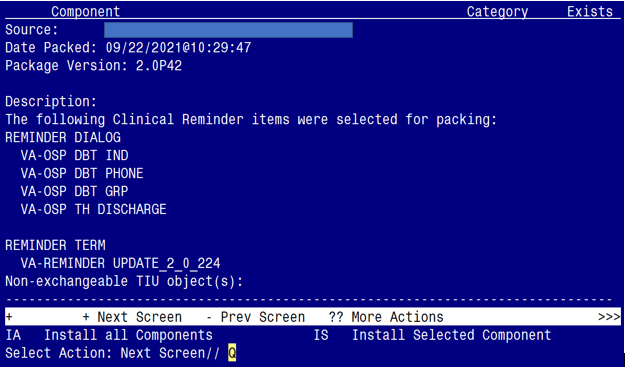 Component Category Exists
Source:
Date Packed: 09/22/2021@10:29:47
Package Version: 2.0P42
Description:
The following Clinical Reminder items were selected for packing:
REMINDER DIALOG
VA-OSP DBT IND
VA-OSP DBT PHONE
VA-OSP DBT GRP
VA-OSP TH DISCHARGE
REMINDER TERM
VA-REMINDER UPDATE_2_0_224
Non-exchangeable TIU object(s):
--------------------------------------------------------------------------------
+ + Next Screen - Prev Screen ?? More Actions >>>
IA Install all Components IS Install Selected Component
Select Action: Next Screen// Q